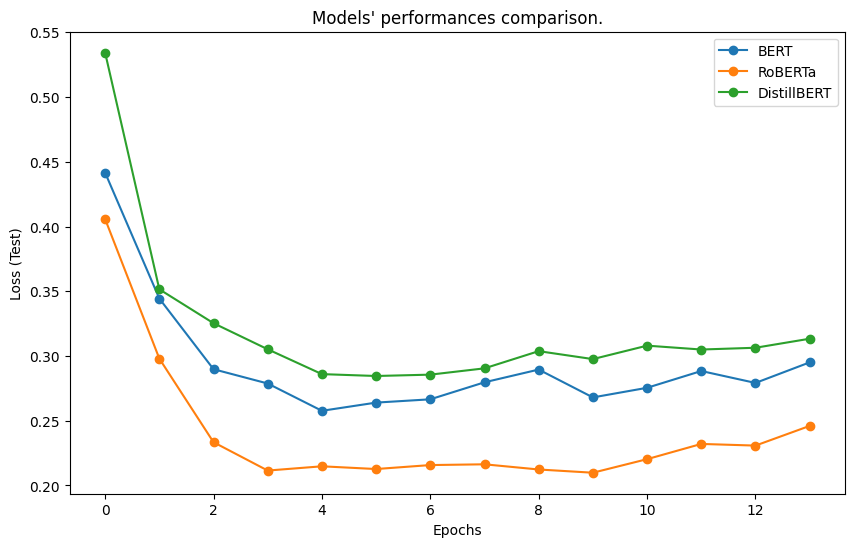 Models' performances comparison.
BERT
RoBERTa
DistillBERT
Loss (Test)
0.55
0.50
0.45
0.40
0.35
0.30
0.25
0.20
0 2 4 6 8 10 12
Epochs